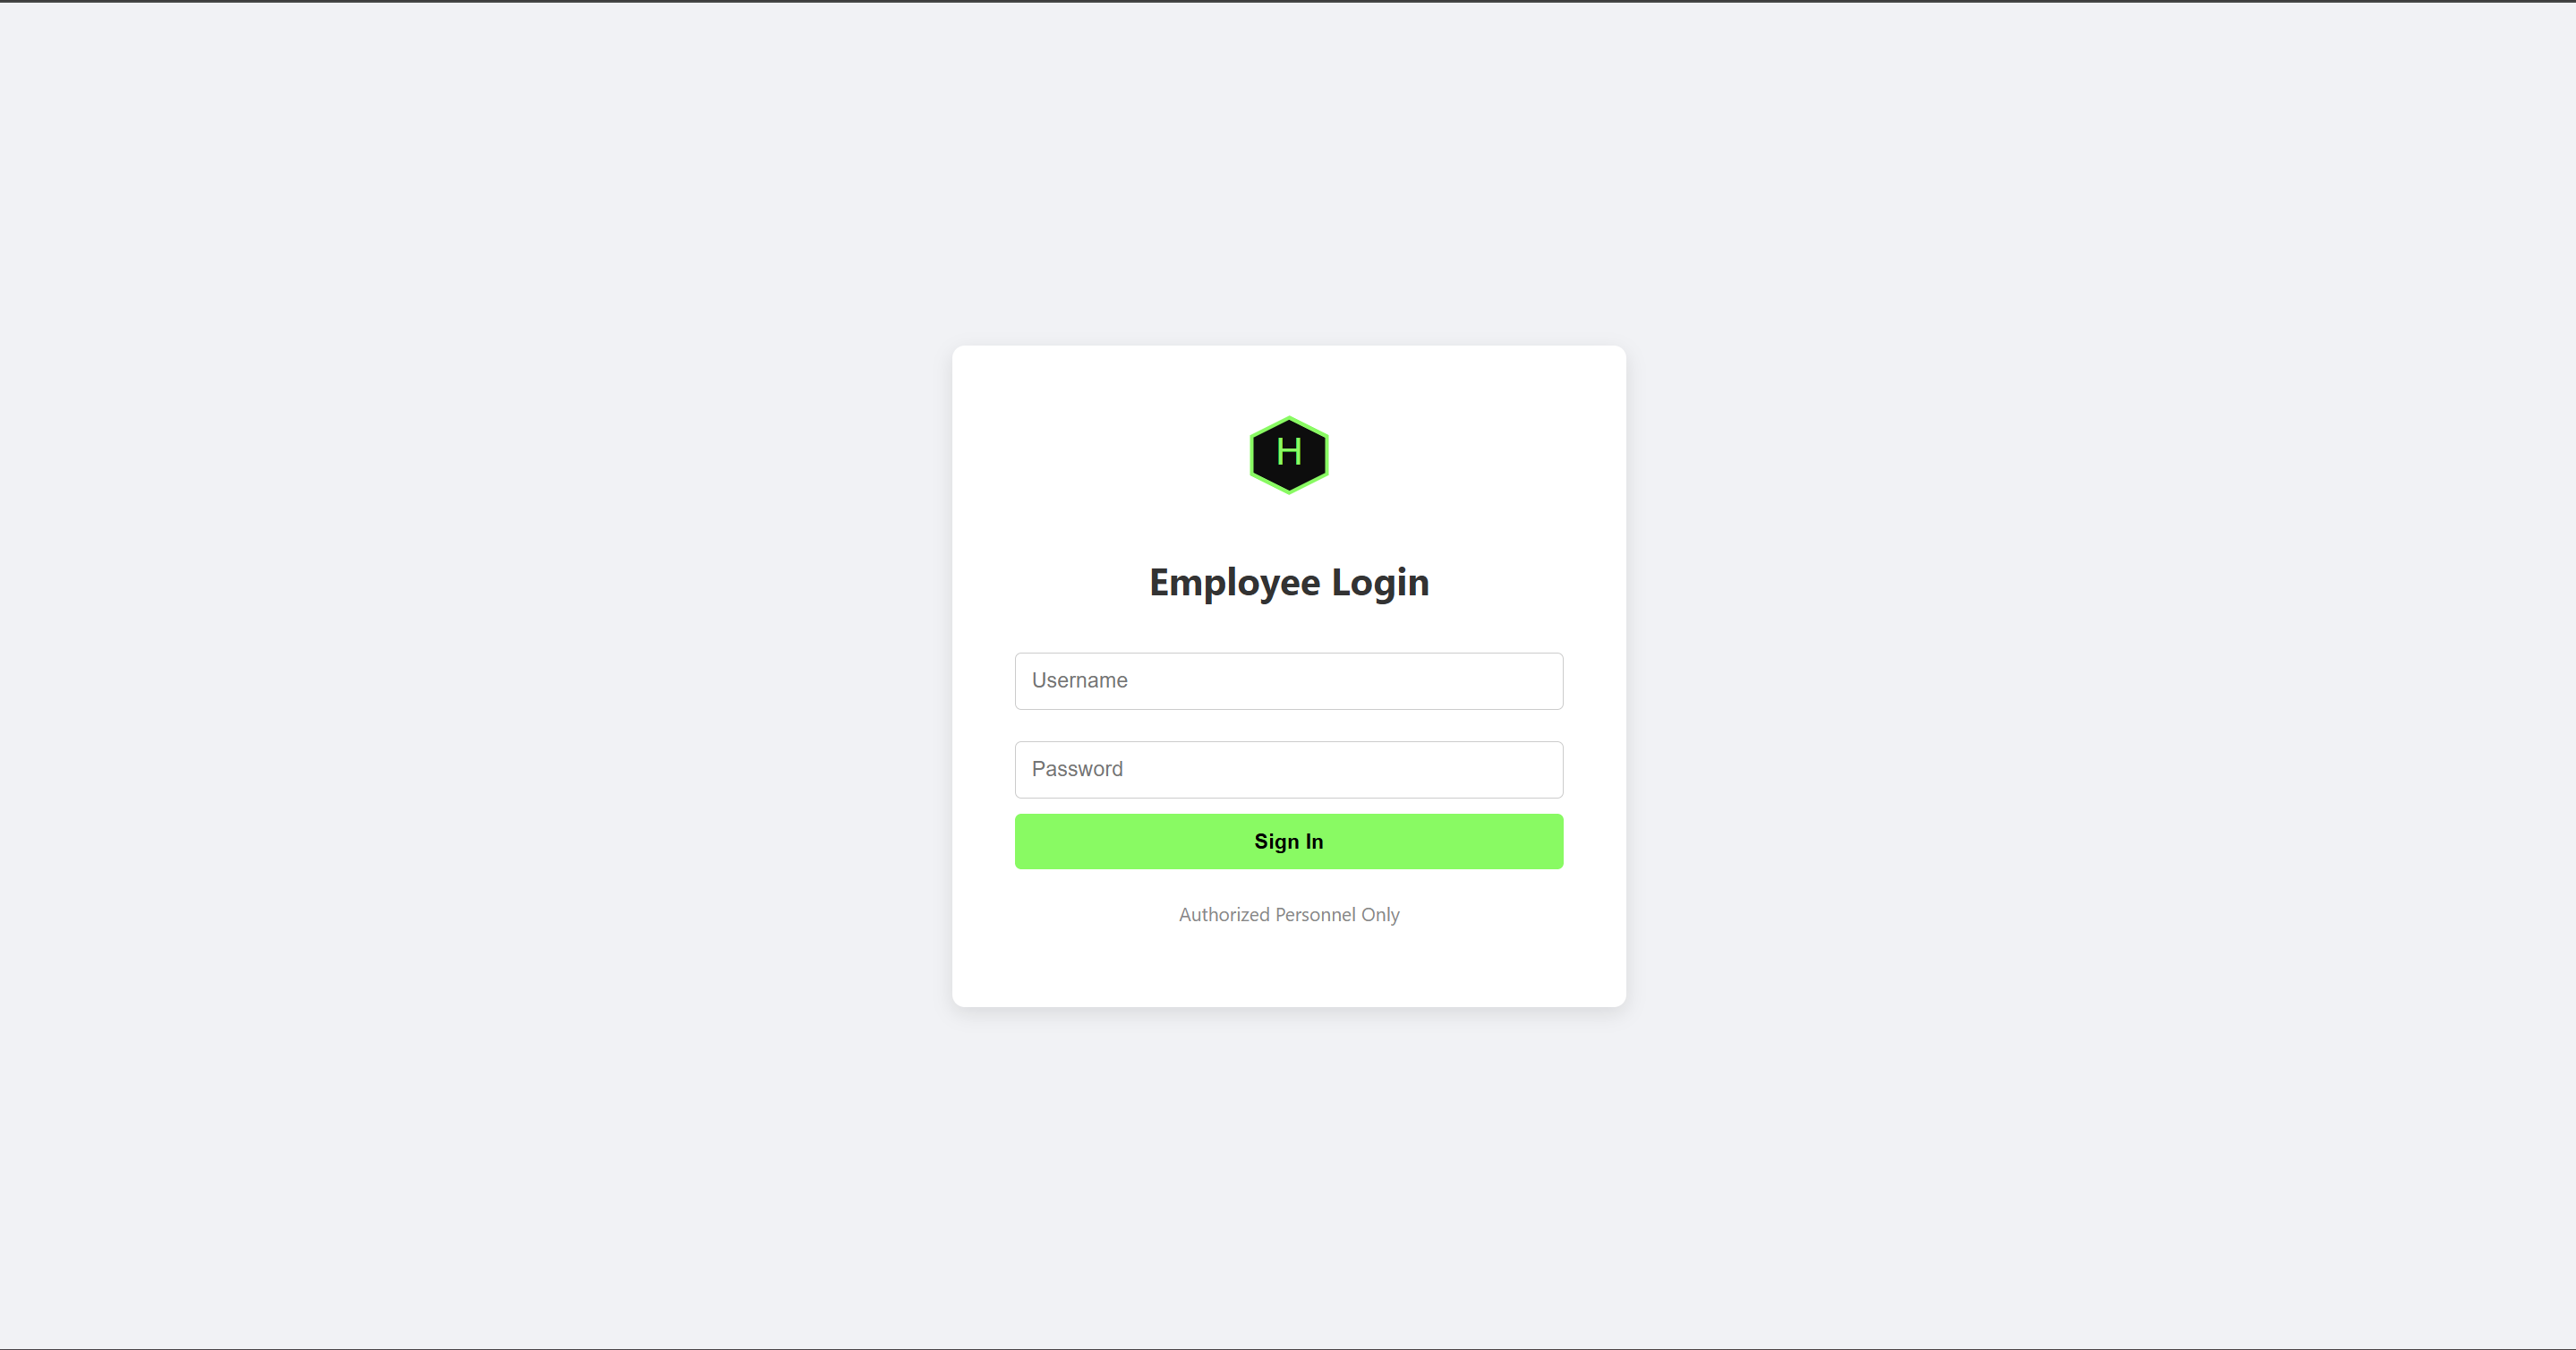 H
Employee Login
Username
Password
Sign In
Authorized Personnel Only